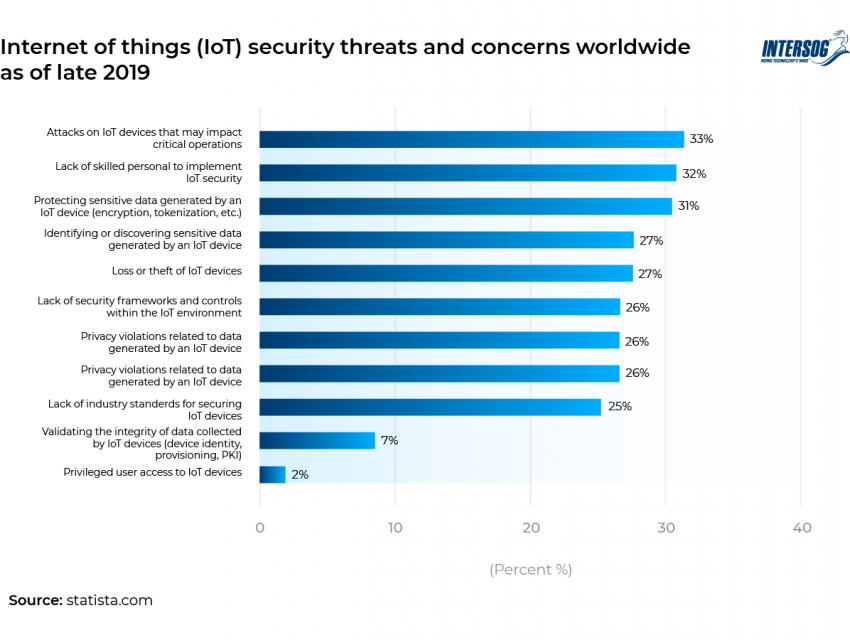 Internet of things (IoT) security threats and concerns worldwide
as of late 2019
INTERSOG
RIDING TECHNOLOGY'S WAVE
Attacks on IoT devices that may impact
critical operations
33%
Lack of skilled personal to implement
IoT security
32%
Protecting sensitive data generated by an
IoT device (encryption, tokenization, etc.)
31%
Identifying or discovering sensitive data
generated by an IoT device
27%
Loss or theft of IoT devices
27%
Lack of security frameworks and controls
within the IoT environment
26%
Privacy violations related to data
generated by an IoT device
26%
Privacy violations related to data
generated by an IoT device
26%
Lack of industry standerds for securing
IoT devices
25%
Validating the integrity of data collected
by IoT devices (device identity,
provisioning, PKI)
7%
Privileged user access to IoT devices
2%
0 10 20 30 40
(Percent %)
Source: statista.com